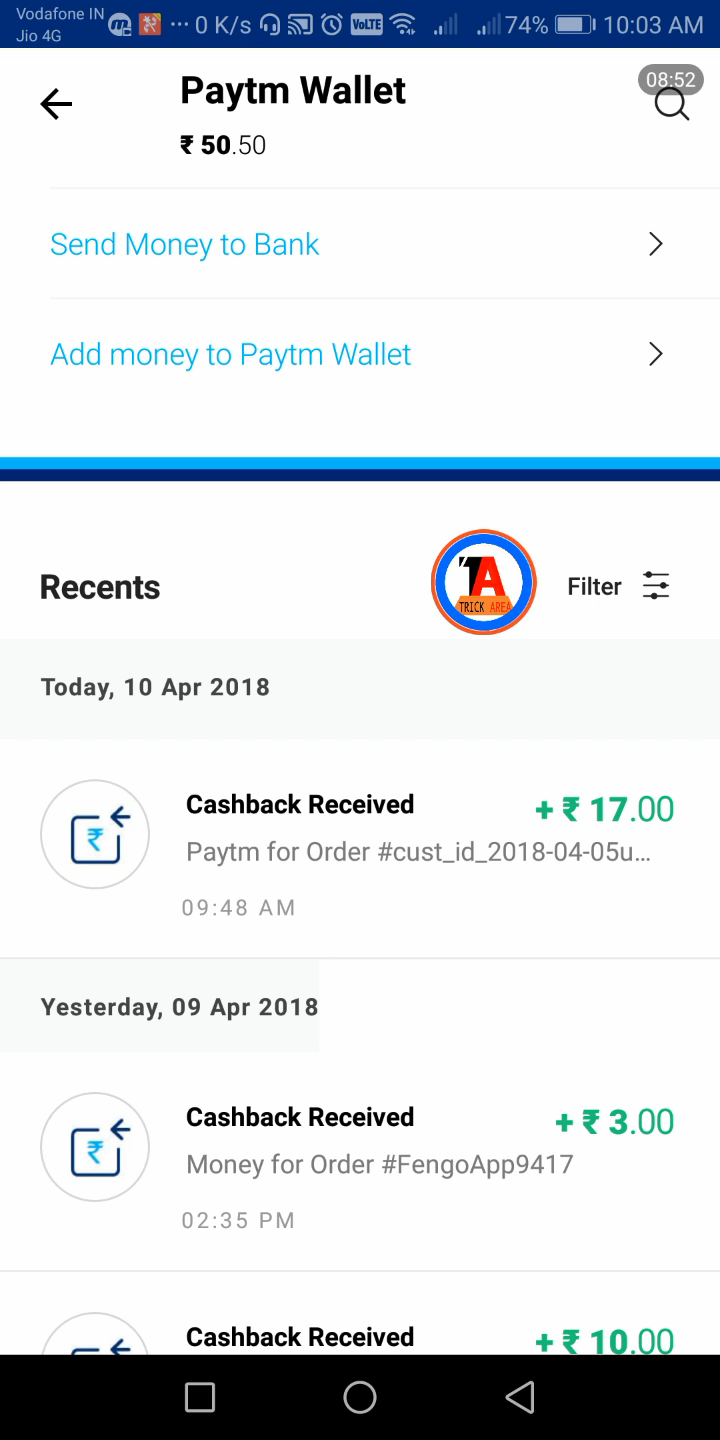 Vodafone IN
Jio 4G
... 0 K/s VoLTE 74% 10:03 AM
08:52
Paytm Wallet
₹ 50.50
Send Money to Bank
Add money to Paytm Wallet
TA
TRICK AREA
Recents
Filter
Today, 10 Apr 2018
Cashback Received
+ ₹ 17.00
Paytm for Order #cust_id_2018-04-05u...
09:48 AM
Yesterday, 09 Apr 2018
Cashback Received
+ ₹ 3.00
Money for Order #FengoApp9417
02:35 PM
Cashback Received
+ ₹ 10.00